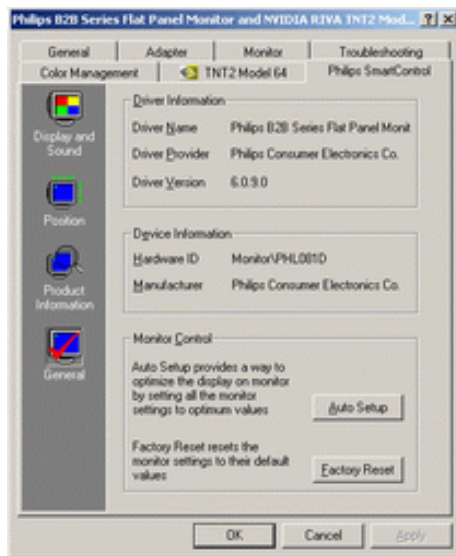 Philips B2B Series Flat Panel Monitor and NVIDIA RIVA TNT2 Mod...
General
Adapter
Monitor
Troubleshooting
Color Management
TNT2 Model 64
Philips SmartControl
Display and
Sound
Position
Product
Information
General
Driver Information
Driver Name Philips B2B Series Flat Panel Monit
Driver Provider Philips Consumer Electronics Co.
Driver Version 6.0.9.0
Device Information
Hardware ID Monitor\PHL081D
Manufacturer Philips Consumer Electronics Co.
Monitor Control
Auto Setup provides a way to
optimize the display on monitor
by setting all the monitor
settings to optimum values
Auto Setup
Factory Reset resets the
monitor settings to their default
values
Factory Reset
OK
Cancel
Apply